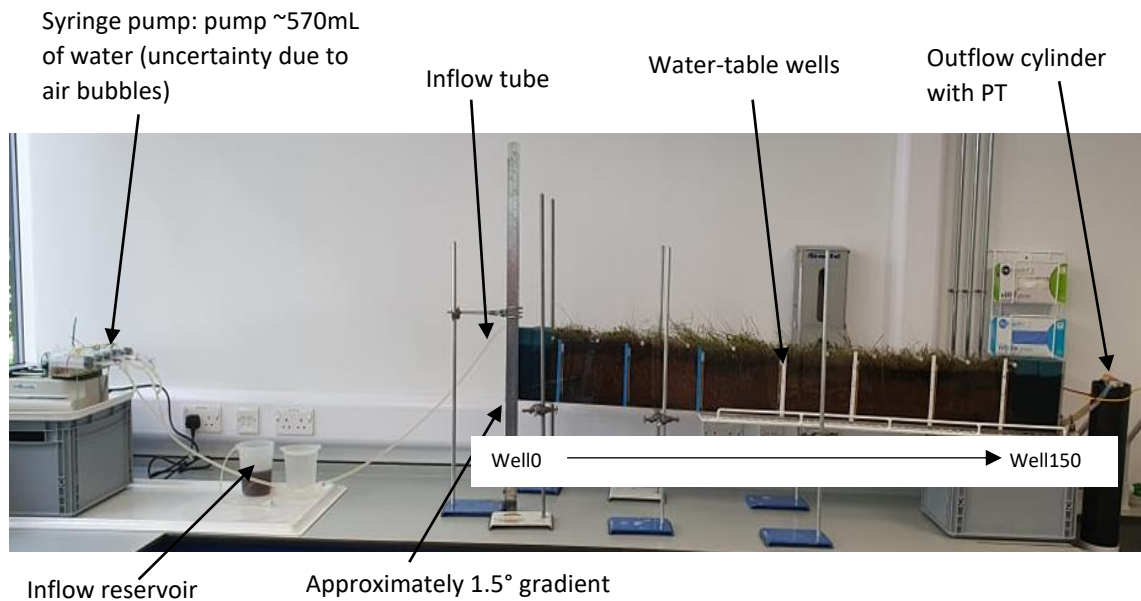 Syringe pump: pump ~570mL
of water (uncertainty due to
air bubbles)
Inflow tube
Water-table wells
Outflow cylinder
with PT
Well0
Well150
Inflow reservoir
Approximately 1.5° gradient